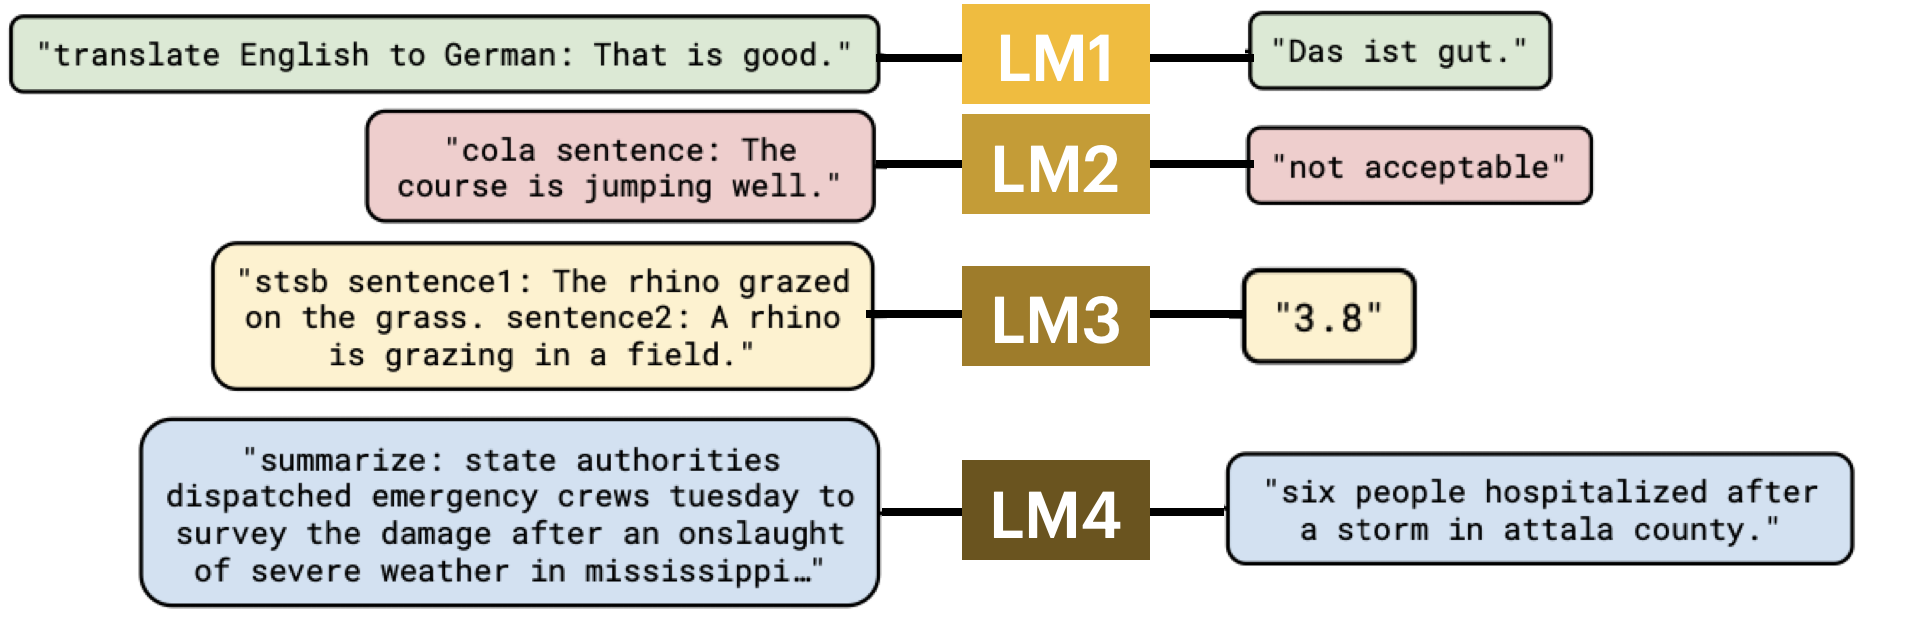 "translate English to German: That is good."
LM1
"Das ist gut."
"cola sentence: The
course is jumping well."
LM2
"not acceptable"
"stsb sentence1: The rhino grazed
on the grass. sentence2: A rhino
is grazing in a field."
LM3
"3.8"
"summarize: state authorities
dispatched emergency crews tuesday to
survey the damage after an onslaught
of severe weather in mississippi…"
LM4
"six people hospitalized after
a storm in attala county."